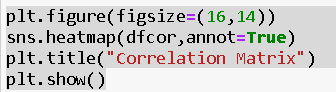 plt.figure(figsize=(16,14))
sns.heatmap(dfcor,annot=True)
plt.title("Correlation Matrix")
plt.show()